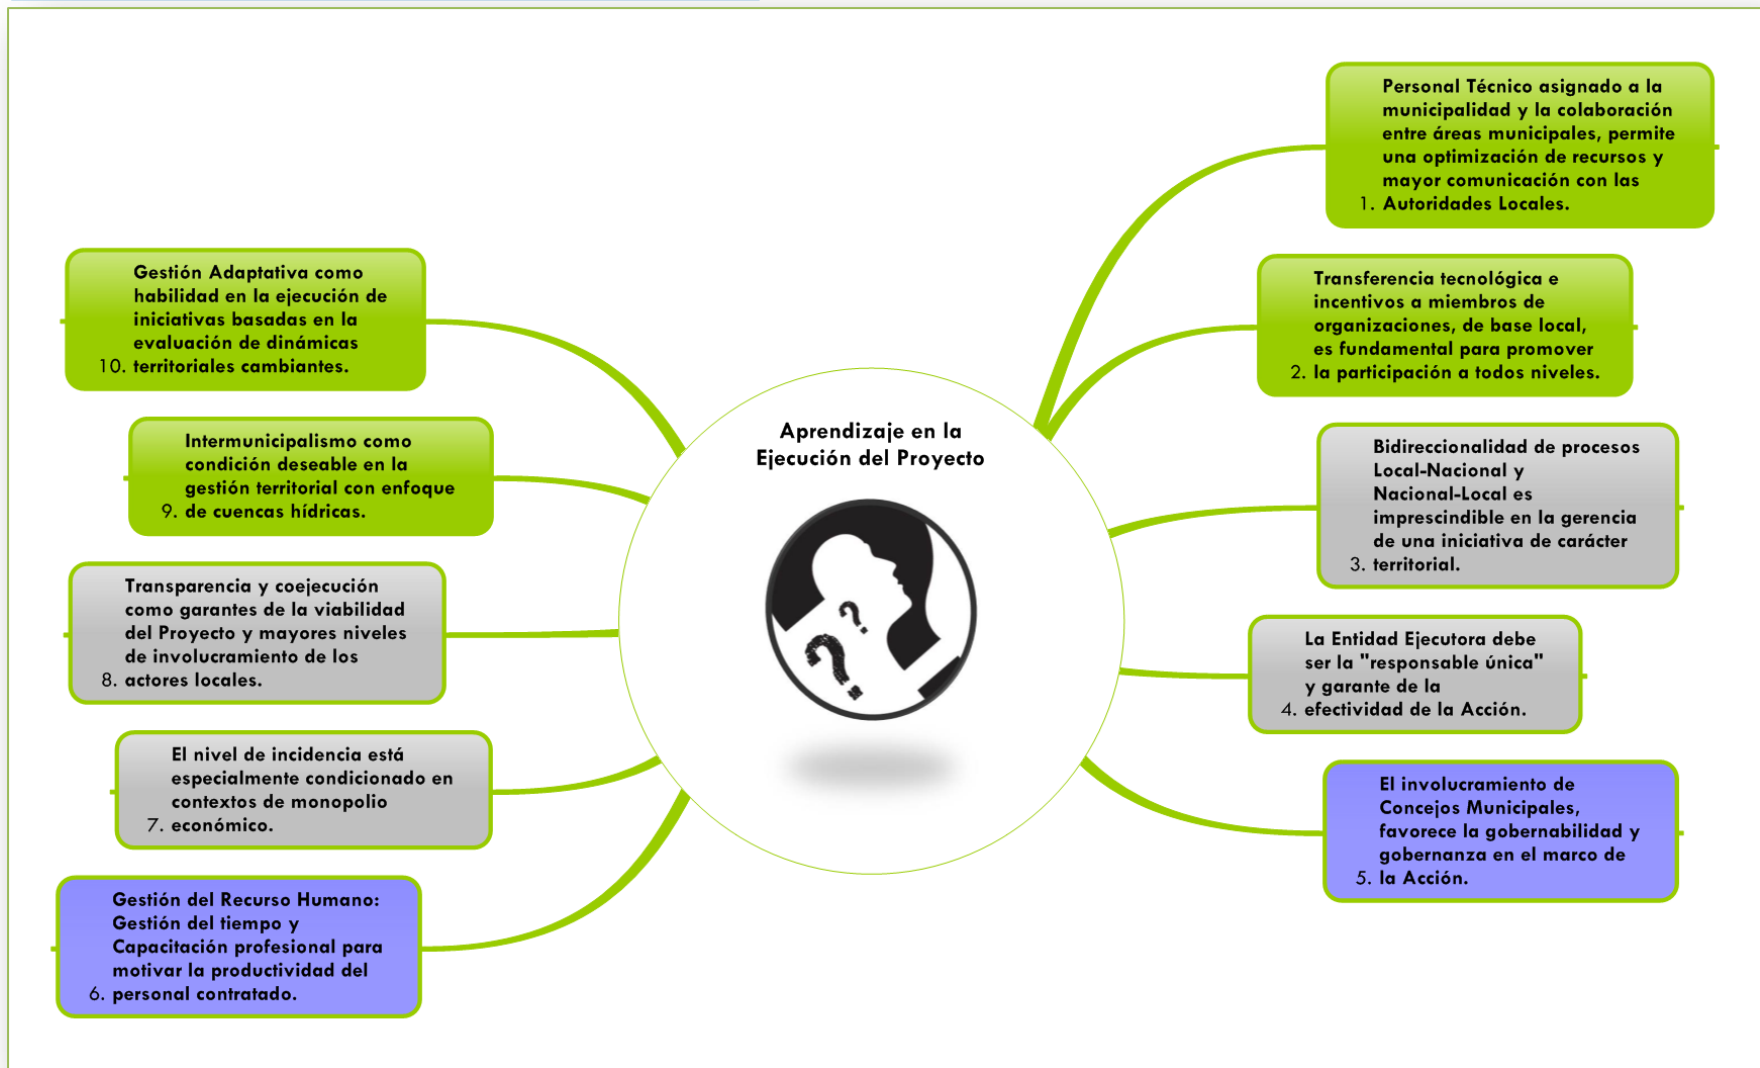 Aprendizaje en la
Ejecución del Proyecto
Personal Técnico asignado a la
municipalidad y la colaboración
entre áreas municipales, permite
una optimización de recursos y
mayor comunicación con las
1. Autoridades Locales.
Transferencia tecnológica e
incentivos a miembros de
organizaciones, de base local,
es fundamental para promover
2. la participación a todos niveles.
Bidireccionalidad de procesos
Local-Nacional y
Nacional-Local es
imprescindible en la gerencia
de una iniciativa de carácter
3. territorial.
La Entidad Ejecutora debe
ser la "responsable única"
y garante de la
4. efectividad de la Acción.
El involucramiento de
Concejos Municipales,
favorece la gobernabilidad y
gobernanza en el marco de
5. la Acción.
Gestión del Recurso Humano:
Gestión del tiempo y
Capacitación profesional para
motivar la productividad del
6. personal contratado.
El nivel de incidencia está
especialmente condicionado en
contextos de monopolio
7. económico.
Transparencia y coejecución
como garantes de la viabilidad
del Proyecto y mayores niveles
de involucramiento de los
8. actores locales.
Intermunicipalismo como
condición deseable en la
gestión territorial con enfoque
9. de cuencas hídricas.
Gestión Adaptativa como
habilidad en la ejecución de
iniciativas basadas en la
evaluación de dinámicas
10. territoriales cambiantes.
? ?